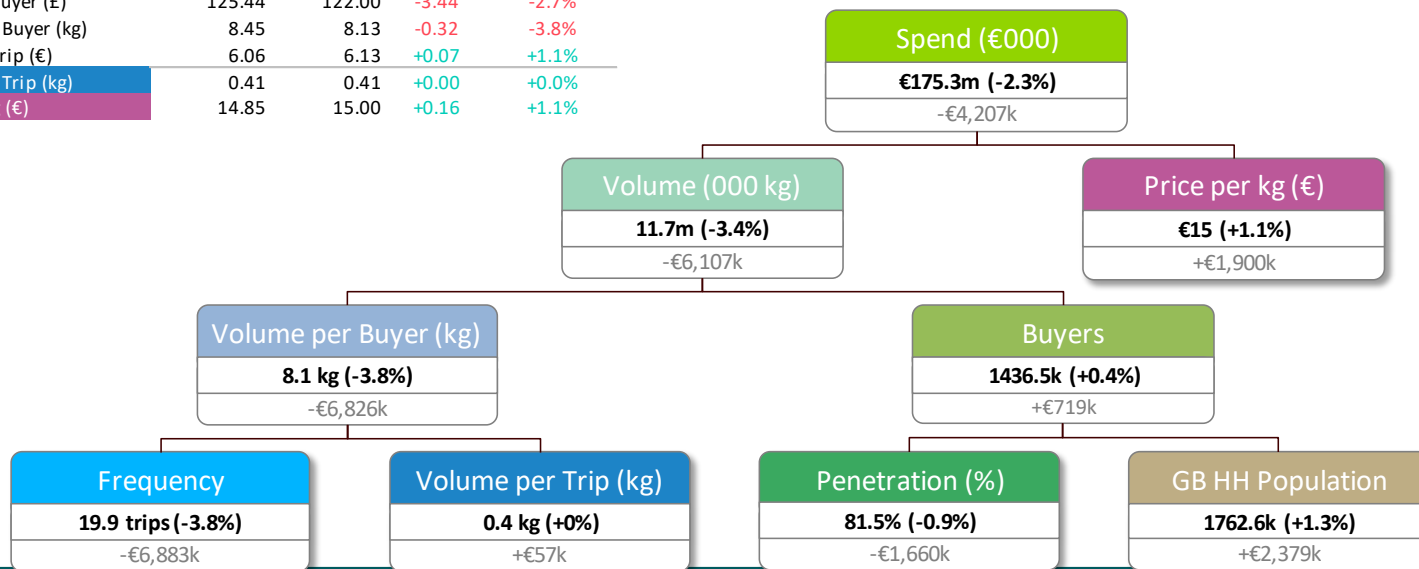 125.44 122.00 -3.44 -2.7%
Buyer (kg) 8.45 8.13 -0.32 -3.8%
(€) 6.06 6.13 +0.07 +1.1%
Trip (kg) 0.41 0.41 +0.00 +0.0%
(€) 14.85 15.00 +0.16 +1.1%
Spend (€000)
€175.3m (-2.3%)
-€4,207k
Volume (000 kg)
11.7m (-3.4%)
-€6,107k
Price per kg (€)
€15 (+1.1%)
+€1,900k
Volume per Buyer (kg)
8.1 kg (-3.8%)
-€6,826k
Buyers
1436.5k (+0.4%)
+€719k
Frequency
19.9 trips (-3.8%)
-€6,883k
Volume per Trip (kg)
0.4 kg (+0%)
+€57k
Penetration (%)
81.5% (-0.9%)
-€1,660k
GB HH Population
1762.6k (+1.3%)
+€2,379k